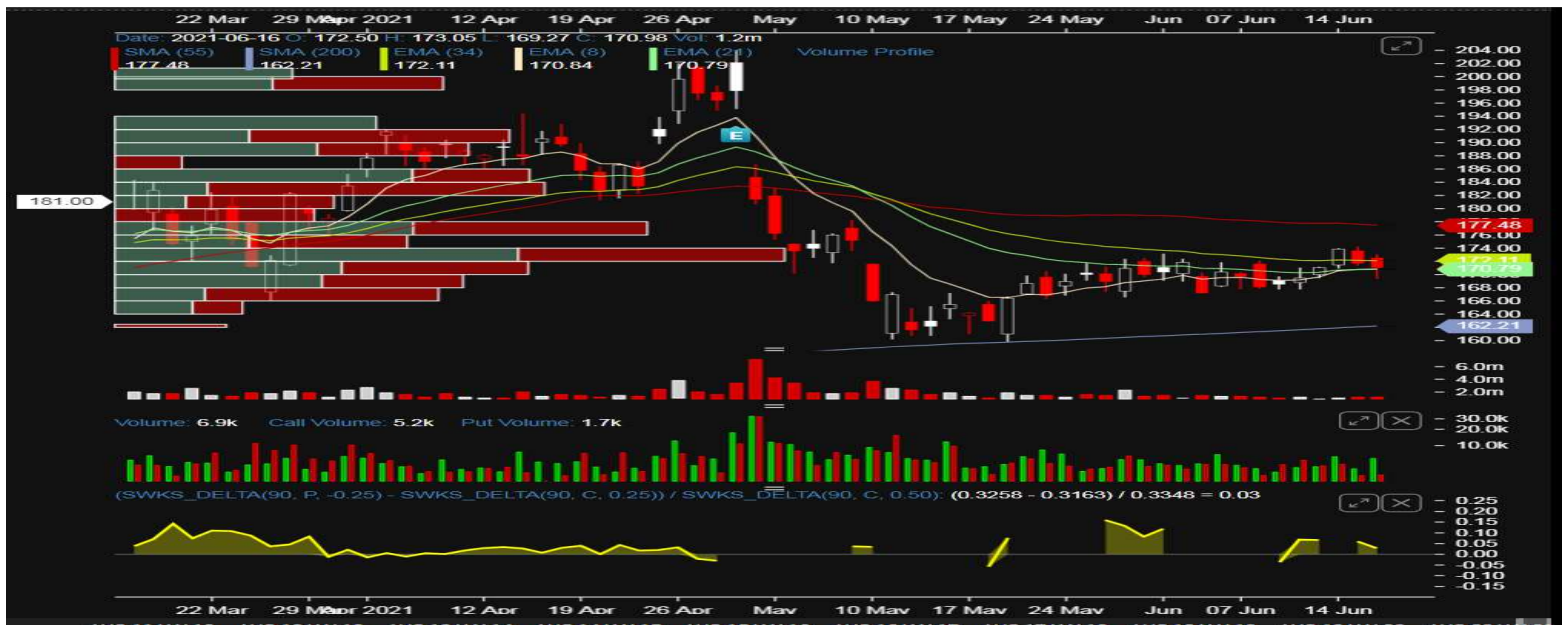 22 Mar 29 Mar Apr 2021 12 Apr 19 Apr 26 Apr May 10 May 17 May 24 May Jun 07 Jun 14 Jun
Date: 2021-06-16 O: 172.50 H: 173.05 L: 169.27 C: 170.98 Vol: 1.2m
SMA (55) SMA (200) EMA (34) EMA (8) EMA (21) Volume Profile
177.48 162.21 172.11 170.84 170.79
204.00
202.00
200.00
198.00
196.00
194.00
192.00
E
190.00
188.00
186.00
184.00
182.00
181.00
180.00
177.48
176.00
174.00
172.11
170.79
168.00
166.00
164.00
162.21
160.00
6.0m
4.0m
2.0m
Volume: 6.9k Call Volume: 5.2k Put Volume: 1.7k
30.0k
20.0k
10.0k
(SWKS_DELTA(90, P, -0.25) - SWKS_DELTA(90, C, 0.25)) / SWKS_DELTA(90, C, 0.50): (0.3258 - 0.3163) / 0.3348 = 0.03
0.25
0.20
0.15
0.10
0.05
0.00
-0.05
-0.10
-0.15
22 Mar 29 Mar Apr 2021 12 Apr 19 Apr 26 Apr May 10 May 17 May 24 May Jun 07 Jun 14 Jun